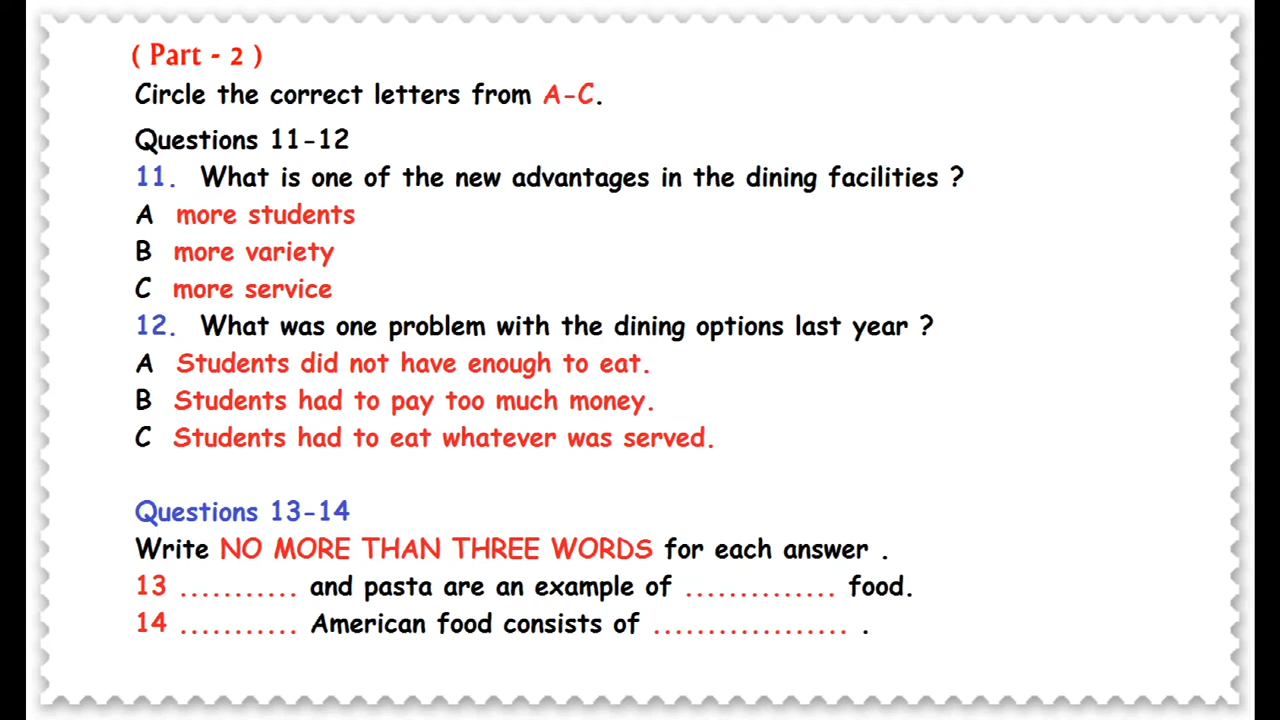 ( Part - 2 )
Circle the correct letters from A-C.
Questions 11-12
11. What is one of the new advantages in the dining facilities ?
A more students
B more variety
C more service
12. What was one problem with the dining options last year ?
A Students did not have enough to eat.
B Students had to pay too much money.
C Students had to eat whatever was served.
Questions 13-14
Write NO MORE THAN THREE WORDS for each answer .
13 ........... and pasta are an example of .............. food.
14 ........... American food consists of .................. .